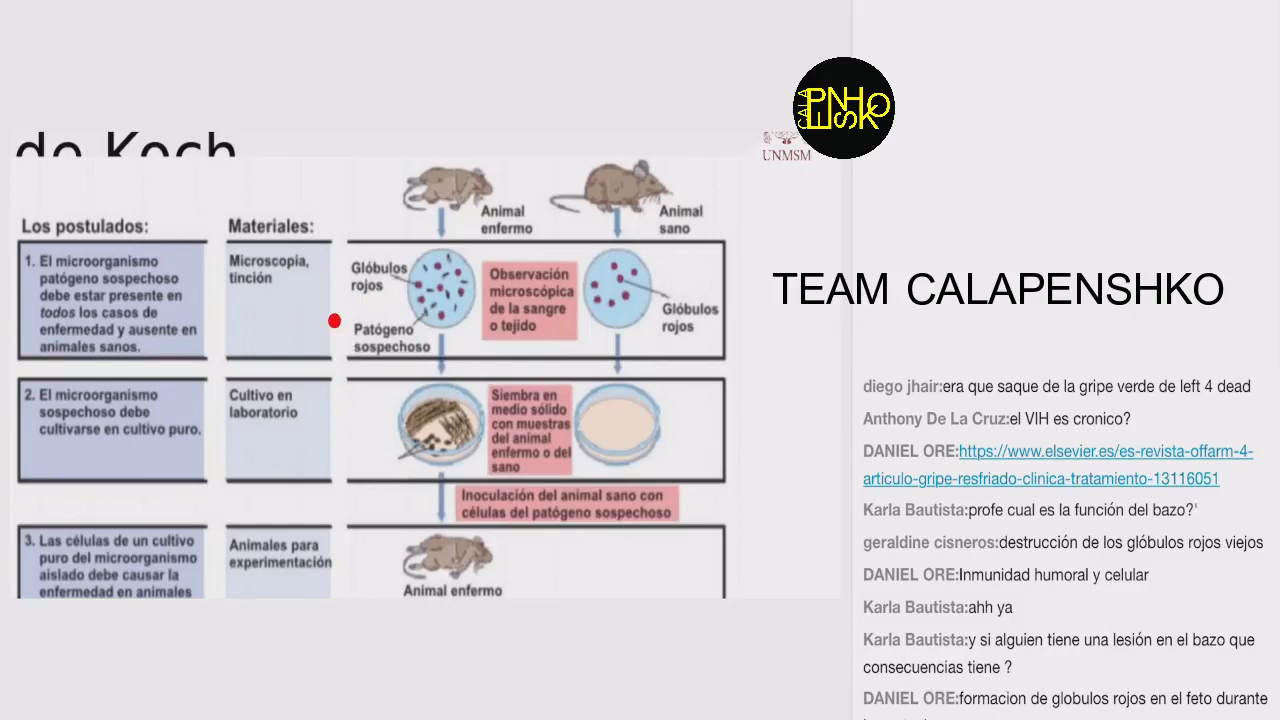 CALA
PENHO
ESK
de Koch
UNMSM
Los postulados:
Materiales:
Animal
enfermo
Animal
sano
1. El microorganismo
patógeno sospechoso
debe estar presente en
todos los casos de
enfermedad y ausente en
animales sanos.
Microscopía,
tinción
Glóbulos
rojos
Patógeno
sospechoso
Observación
microscópica
de la sangre
o tejido
Glóbulos
rojos
2. El microorganismo
sospechoso debe
cultivarse en cultivo puro.
Cultivo en
laboratorio
Siembra en
medio sólido
con muestras
del animal
enfermo o del
sano
Inoculación del animal sano con
células del patógeno sospechoso
3. Las células de un cultivo
puro del microorganismo
aislado debe causar la
enfermedad en animales
Animales para
experimentación
Animal enfermo
TEAM CALAPENSHKO
diego jhair:era que saque de la gripe verde de left 4 dead
Anthony De La Cruz:el VIH es cronico?
DANIEL ORE:https://www.elsevier.es/es-revista-offarm-4-
articulo-gripe-resfriado-clinica-tratamiento-13116051
Karla Bautista:profe cual es la función del bazo?'
geraldine cisneros:destrucción de los glóbulos rojos viejos
DANIEL ORE:Inmunidad humoral y celular
Karla Bautista:ahh ya
Karla Bautista:y si alguien tiene una lesión en el bazo que
consecuencias tiene ?
DANIEL ORE:formacion de globulos rojos en el feto durante